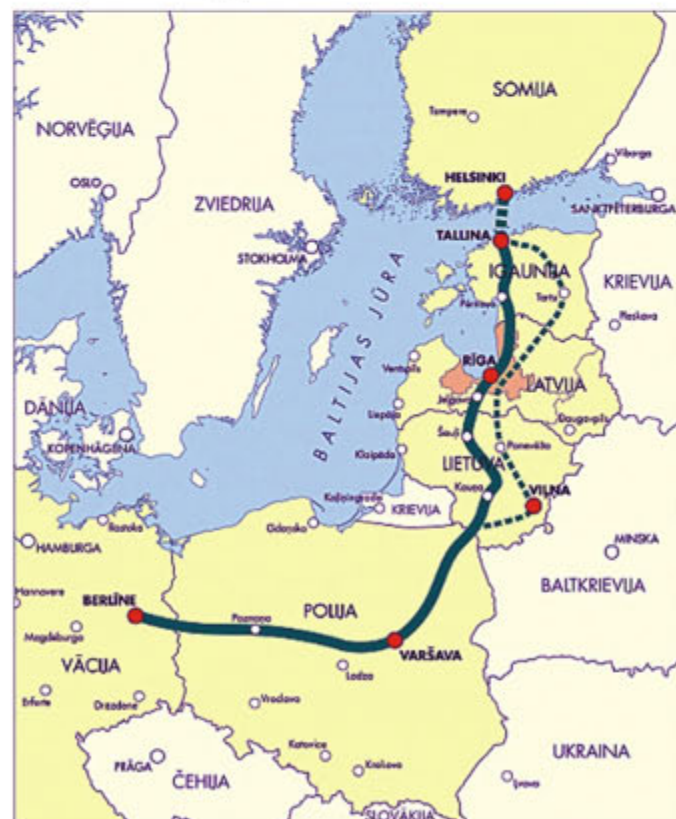 SOMIJA
Tampere
NORVĒĢIJA
Viborga
HELSINKI
OSLO
SANKTPĒTERBURGA
ZVIEDRIJA
TALLINA
STOKHOLMA
IGAUNIJA
KRIEVIJA
Tartu
Pērnava
Pleskava
BALTIJAS JŪRA
RĪGA
Ventspils
LATVIJA
Jelgava
DĀNIJA
Liepāja
Daugavpils
KOPENHĀGENA
Šauļi
Panevēža
Klaipēda
LIETUVA
Kauņa
VIĻŅA
Kaļiņingrada
KRIEVIJA
Rostoka
Gdaņska
HAMBURGA
MINSKA
BALTKRIEVIJA
Hannovere
BERLĪNE
Poznaņa
POLIJA
Magdeburga
VARŠAVA
VĀCIJA
Lodza
Erfurte
Drēzdene
Vroclava
UKRAINA
Katovice
PRĀGA
Krakova
ČEHIJA
Ļvova
SLOVĀKIJA